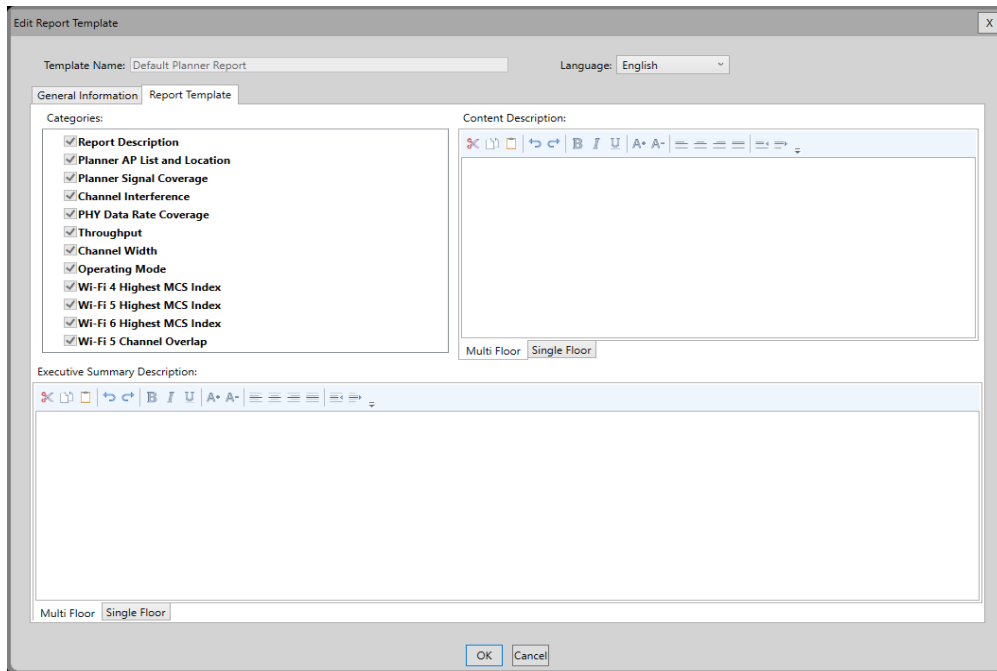 Edit Report Template
X
Template Name: Default Planner Report
Language: English
General Information
Report Template
Categories:
Report Description
Planner AP List and Location
Planner Signal Coverage
Channel Interference
PHY Data Rate Coverage
Throughput
Channel Width
Operating Mode
Wi-Fi 4 Highest MCS Index
Wi-Fi 5 Highest MCS Index
Wi-Fi 6 Highest MCS Index
Wi-Fi 5 Channel Overlap
Content Description:
B I U A+ A-
Multi Floor
Single Floor
Executive Summary Description:
B I U A+ A-
Multi Floor
Single Floor
OK
Cancel